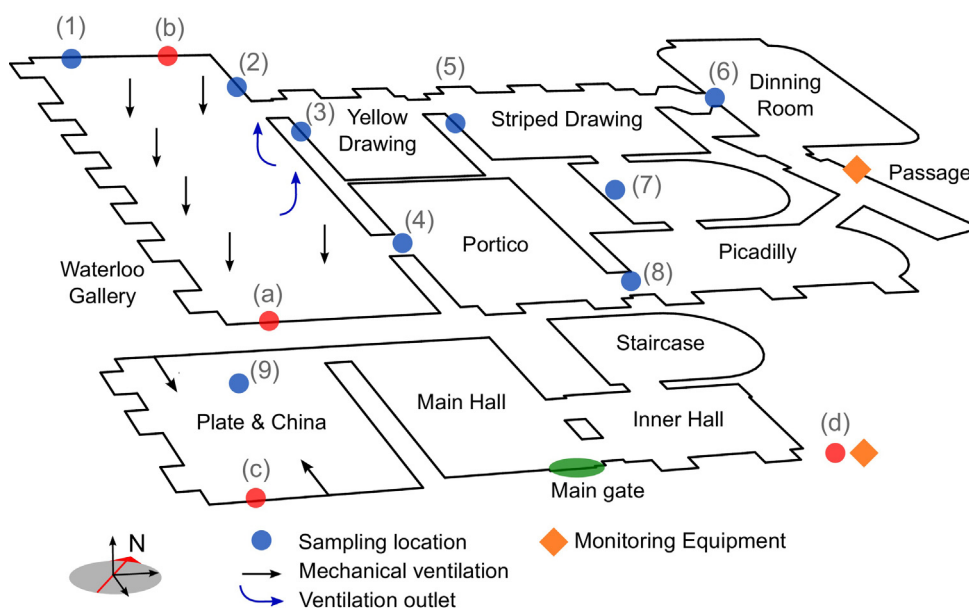 (1)
(b)
(2)
(5)
(6)
Dinning
Room
(3)
Yellow
Drawing
Striped Drawing
Passage
(7)
(4)
Portico
Picadilly
(8)
Waterloo
Gallery
(a)
Staircase
(9)
Plate & China
Main Hall
Inner Hall
(d)
(c)
Main gate
N
Sampling location
Monitoring Equipment
Mechanical ventilation
Ventilation outlet